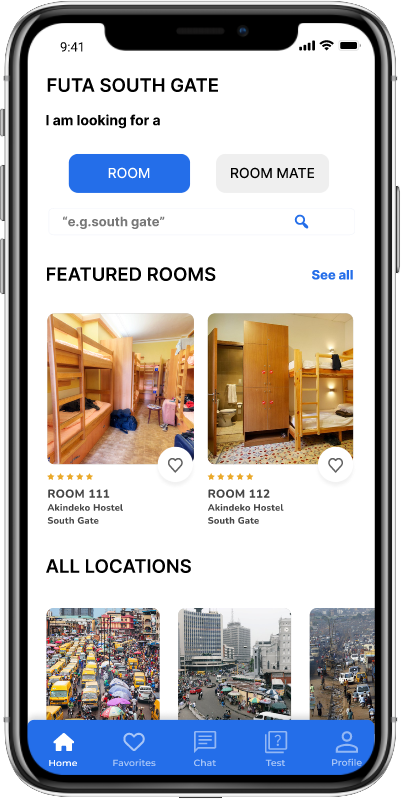 9:41
FUTA SOUTH GATE
I am looking for a
ROOM ROOM MATE
“e.g.south gate”
FEATURED ROOMS See all
ROOM 111 ROOM 112
Akindeko Hostel Akindeko Hostel
South Gate South Gate
ALL LOCATIONS
Home Favorites Chat Test Profile